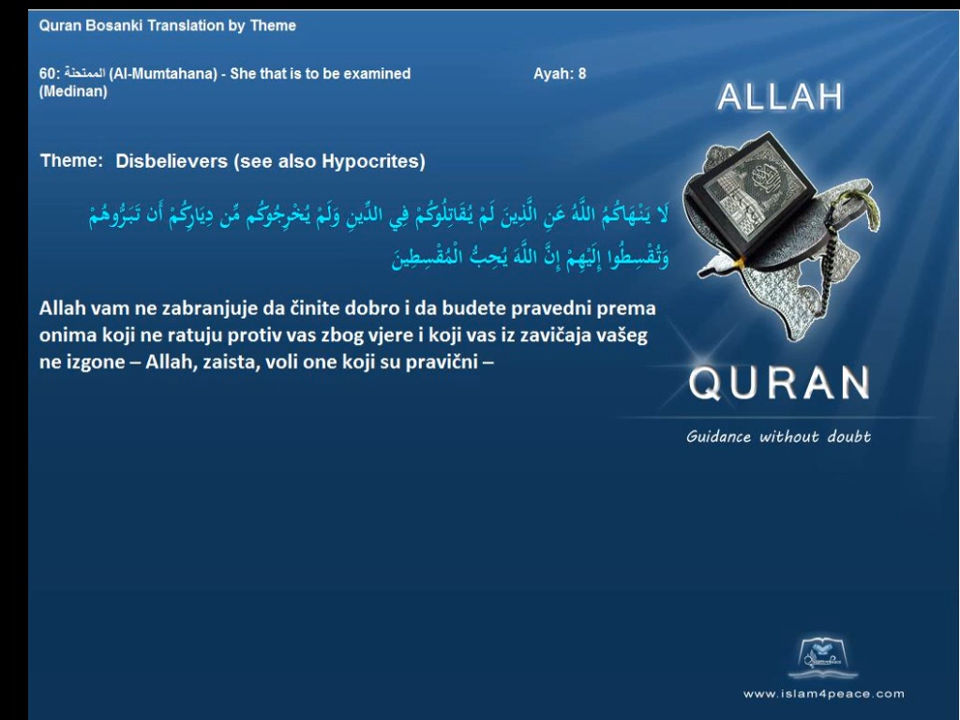 Quran Bosanki Translation by Theme
60: الممتحنة (Al-Mumtahana) - She that is to be examined
(Medinan)
Ayah: 8
ALLAH
Theme: Disbelievers (see also Hypocrites)
لَا يَنْهَاكُمُ اللَّهُ عَنِ الَّذِينَ لَمْ يُقَاتِلُوكُمْ فِي الدِّينِ وَلَمْ يُخْرِجُوكُم مِّن دِيَارِكُمْ أَن تَبَرُّوهُمْ
وَتُقْسِطُوا إِلَيْهِمْ إِنَّ اللَّهَ يُحِبُّ الْمُقْسِطِينَ
Allah vam ne zabranjuje da činite dobro i da budete pravedni prema
onima koji ne ratuju protiv vas zbog vjere i koji vas iz zavičaja vašeg
ne izgone – Allah, zaista, voli one koji su pravični –
QURAN
Guidance without doubt
www.islam4peace.com